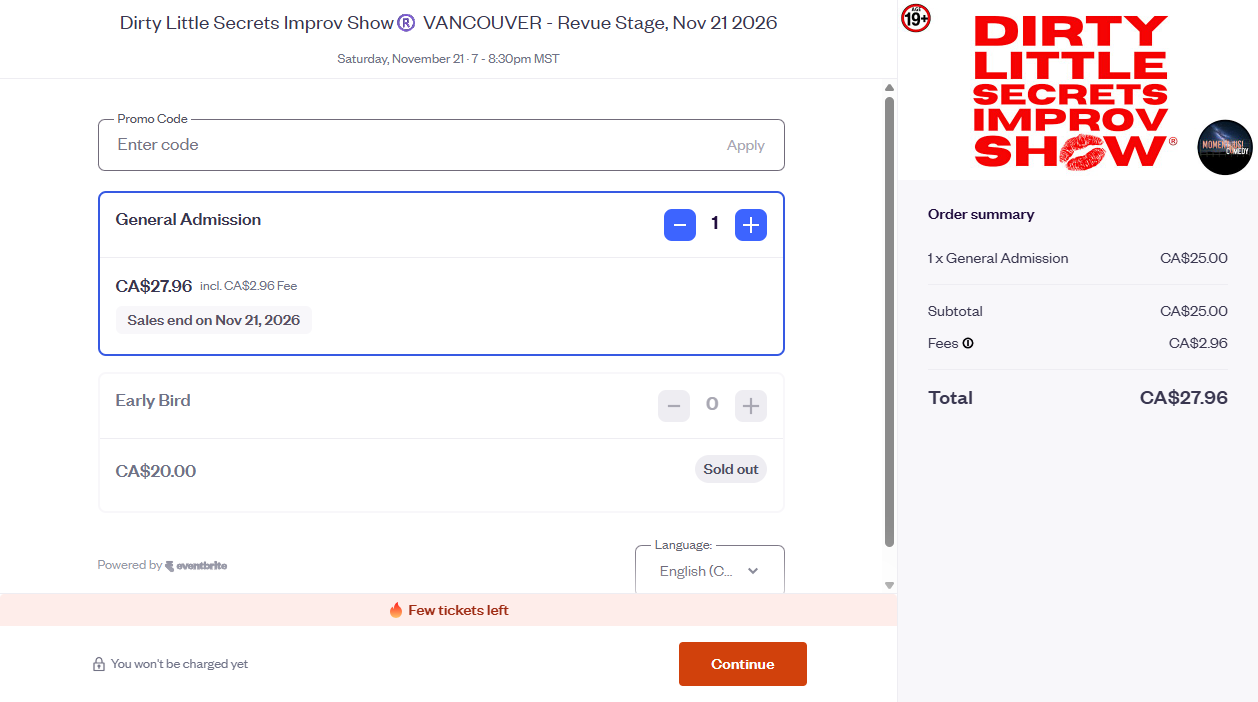 Dirty Little Secrets Improv Show® VANCOUVER - Revue Stage, Nov 21 2026
Saturday, November 21 · 7 - 8:30pm MST
Promo Code
Enter code
Apply
General Admission
1
CA$27.96 incl. CA$2.96 Fee
Sales end on Nov 21, 2026
Early Bird
0
CA$20.00
Sold out
Powered by eventbrite
Language:
English (C...
Few tickets left
You won't be charged yet
Continue
AGE
19+
DIRTY
LITTLE
SECRETS
IMPROV
SHOW®
MOMENTOUS!
COMEDY
Order summary
1 x General Admission CA$25.00
Subtotal CA$25.00
Fees CA$2.96
Total CA$27.96